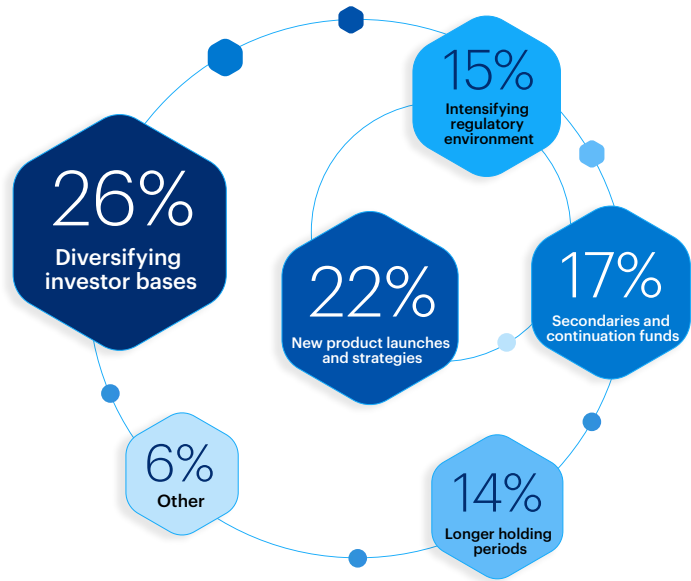 15%
Intensifying
regulatory
environment
26%
Diversifying
investor bases
22%
New product launches
and strategies
17%
Secondaries and
continuation funds
6%
Other
14%
Longer holding
periods